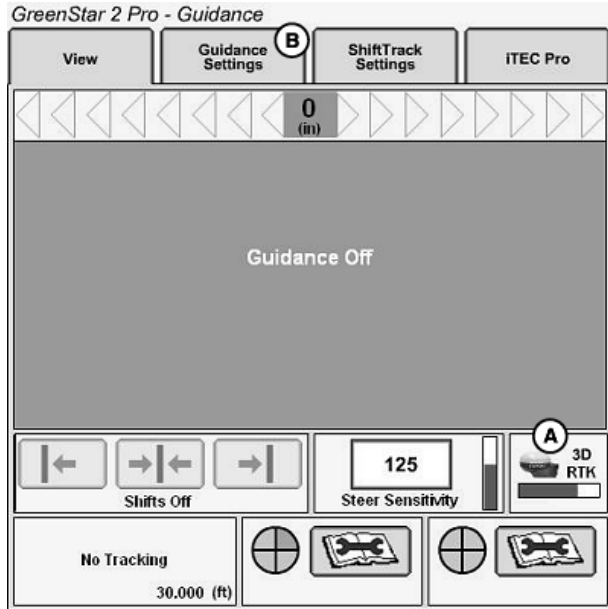 GreenStar 2 Pro - Guidance
View
Guidance
Settings
B
ShiftTrack
Settings
iTEC Pro
0
(in)
Guidance Off
Shifts Off
125
Steer Sensitivity
A
3D
RTK
No Tracking
30.000 (ft)